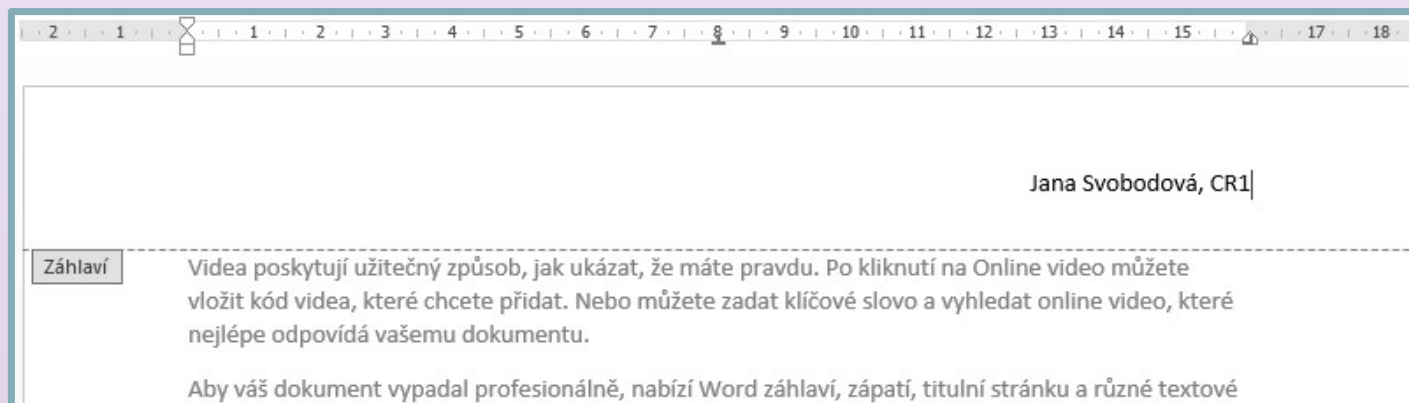 2 1 1 2 3 4 5 6 7 8 9 10 11 12 13 14 15 17 18
Jana Svobodová, CR1
Záhlaví
Videa poskytují užitečný způsob, jak ukázat, že máte pravdu. Po kliknutí na Online video můžete
vložit kód videa, které chcete přidat. Nebo můžete zadat klíčové slovo a vyhledat online video, které
nejlépe odpovídá vašemu dokumentu.
Aby váš dokument vypadal profesionálně, nabízí Word záhlaví, zápatí, titulní stránku a různé textové